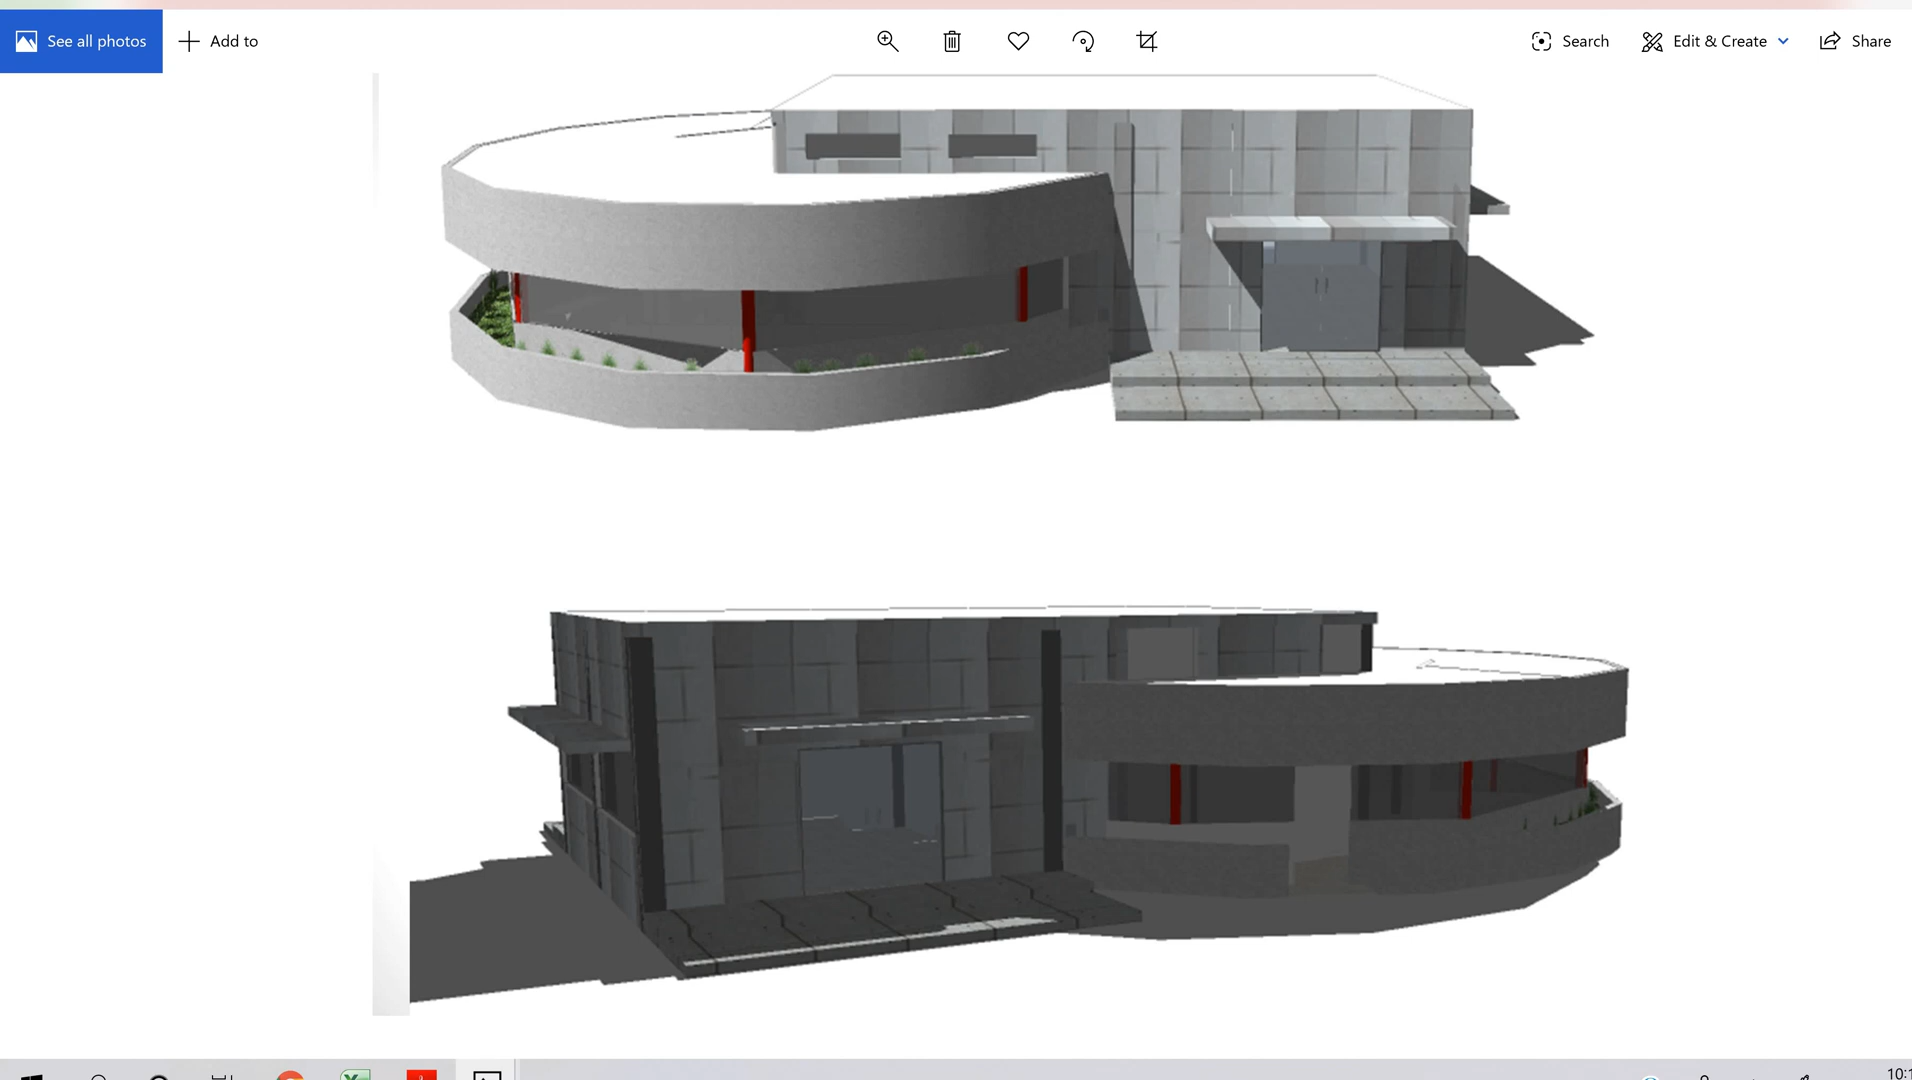 See all photos
Add to
Search
Edit & Create
Share